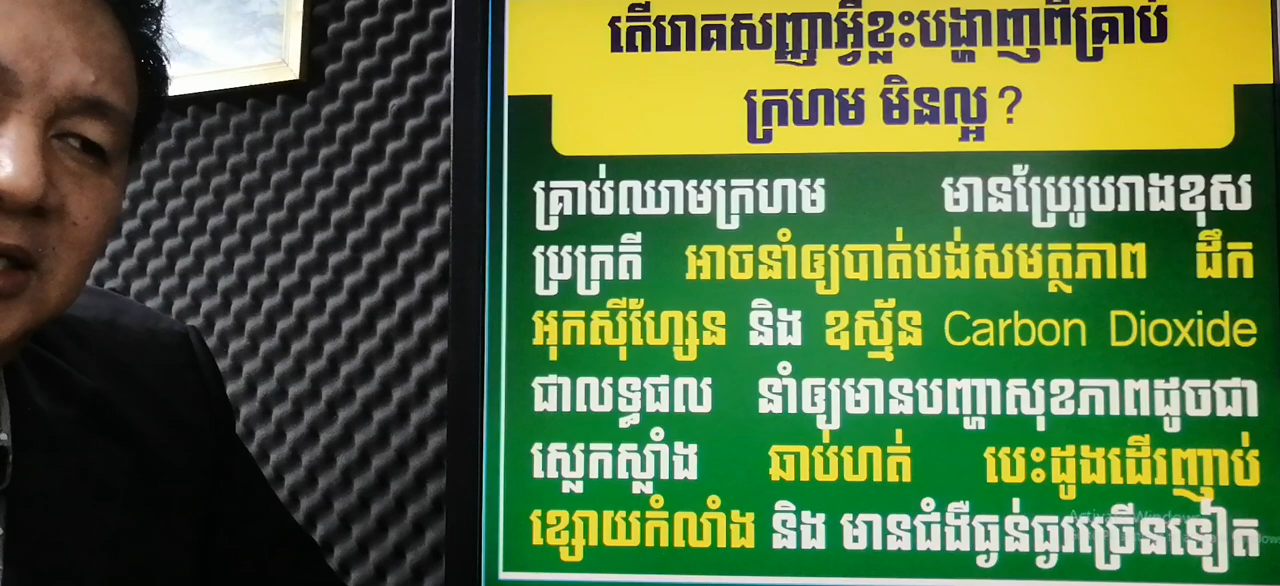 តើរោគសញ្ញាអ្វីខ្លះបង្ហាញពីគ្រាប់
ក្រហម មិនល្អ ?
គ្រាប់ឈាមក្រហម មានប្រែរូបរាងខុស
ប្រក្រតី អាចនាំឲ្យបាត់បង់សមត្ថភាព ដឹក
អុកស៊ីហ្សែន និង ឧស្ម័ន Carbon Dioxide
ជាលទ្ធផល នាំឲ្យមានបញ្ហាសុខភាពដូចជា
ស្លេកស្លាំង ឆាប់ហត់ បេះដូងដើរញាប់
ខ្សោយកំលាំង និង មានជំងឺធ្ងន់ធ្ងរច្រើនទៀត
Activate Windows